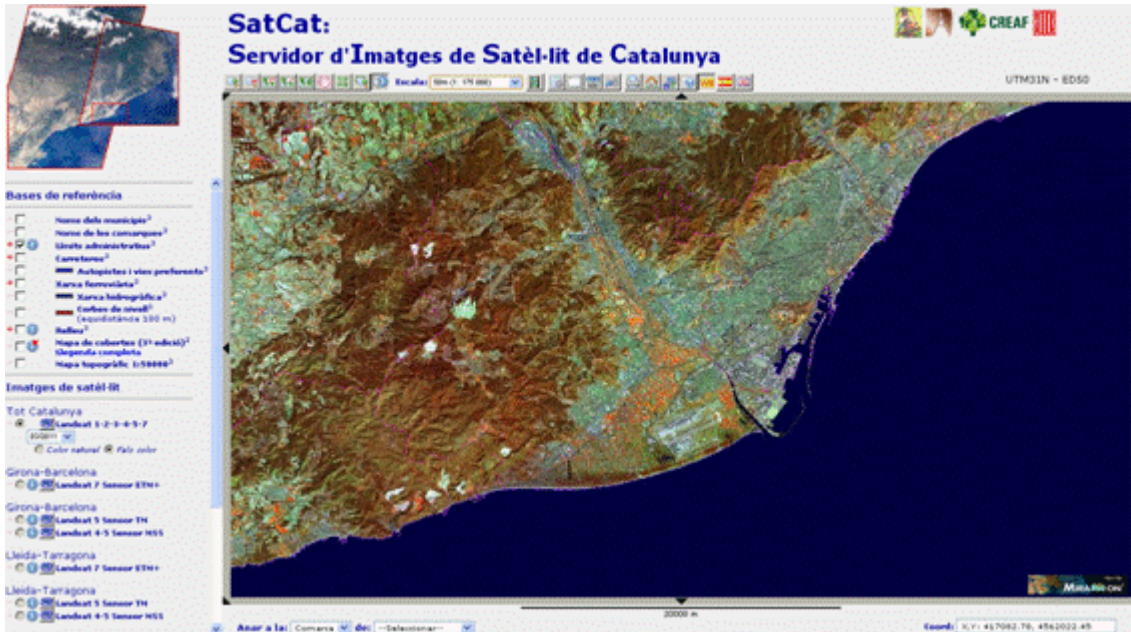 SatCat:
Servidor d'Imatges de Satèl·lit de Catalunya
CREAF
Escala:
UTM31N - ED50
Bases de referència
Noms dels municipis
Noms de les comarques
Límits administratius
Carreteres
Autopistes i vies preferents
Xarxa ferroviària
Xarxa hidrogràfica
Corbes de nivell
(equidistància 100 m)
Relleu
Mapa de cobertes (3ª edició)
Llegenda completa
Mapa topogràfic 1:50000
Imatges de satèl·lit
Tot Catalunya
Landsat 1-2-3-4-5-7
Color natural Fals color
Girona-Barcelona
Landsat 7 Sensor ETM+
Girona-Barcelona
Landsat 5 Sensor TM
Landsat 4-5 Sensor MSS
Lleida-Tarragona
Landsat 7 Sensor ETM+
Lleida-Tarragona
Landsat 5 Sensor TM
Landsat 4-5 Sensor MSS
20000 m
Anar a la: Comarca de: --Seleccionar--
Coord: X,Y: 417082.78, 4562022.45